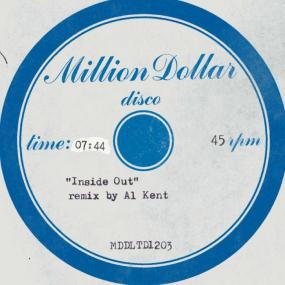 Million Dollar
disco
time: 07:44 45 rpm
"Inside Out"
remix by Al Kent
MDDLTD1203